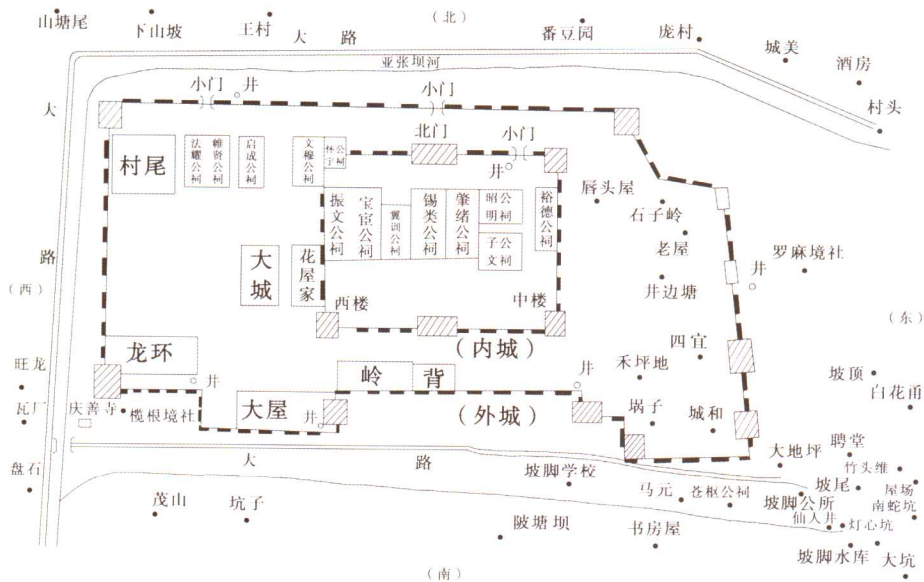 （北）
山塘尾
下山坡
王村
大路
番豆园
庞村
城美
酒房
村头
亚张坝河
小门
井
小门
大路
（西）
村尾
法耀公祠
睎贤公祠
启成公祠
文穆公祠
怀宇公祠
北门
小门
井
振文公祠
宝宦公祠
翼训公祠
锡类公祠
肇绪公祠
昭明公祠
子文公祠
裕德公祠
唇头屋
石子岭
老屋
井边塘
井
罗麻境社
（东）
大城
花屋家
西楼
中楼
（内城）
四宜
龙环
井
岭背
禾坪地
井
坡顶
白花甬
旺龙
瓦厂
庆善寺
榄根境社
大屋
井
（外城）
埚子
城和
大路
盘石
坡脚学校
大地坪
聘堂
竹头维
坡尾
屋场
茂山
坑子
马元
苍枢公祠
坡脚公所
南蛇坑
仙人井
灯心坑
陂塘坝
书房屋
坡脚水库
大坑
（南）